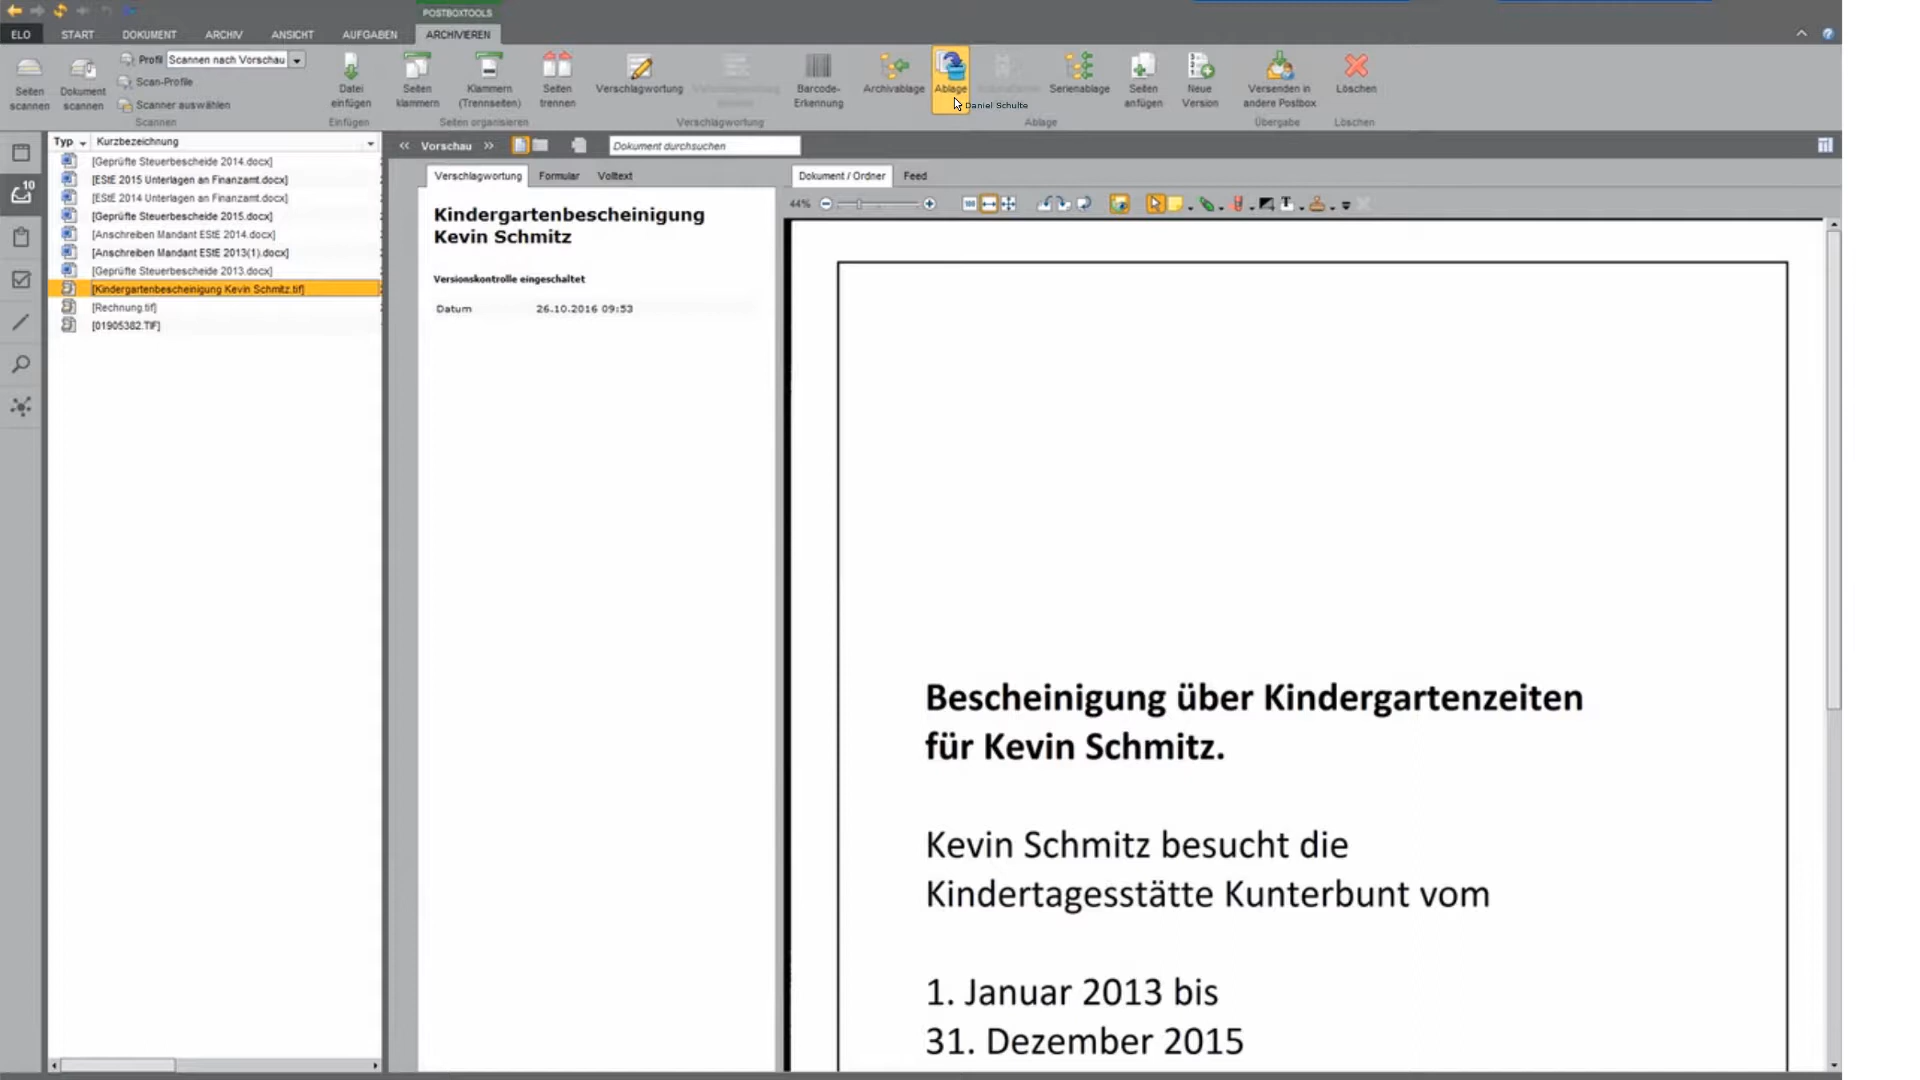 POSTBOXTOOLS
ELO START DOKUMENT ARCHIV ANSICHT AUFGABEN ARCHIVIEREN
Seiten scannen
Dokument scannen
Profil Scannen nach Vorschau
Scan-Profile
Scanner auswählen
Scannen
Datei einfügen
Einfügen
Seiten klammern
Klammern (Trennseiten)
Seiten trennen
Seiten organisieren
Verschlagwortung
Verschlagwortung
Barcode-Erkennung
Archivablage
Ablage
Daniel Schulte
Serienablage
Seiten anfügen
Neue Version
Ablage
Versenden in andere Postbox
Übergabe
Löschen
Löschen
10
Typ Kurzbezeichnung
[Geprüfte Steuerbescheide 2014.docx]
[EStE 2015 Unterlagen an Finanzamt.docx]
[EStE 2014 Unterlagen an Finanzamt.docx]
[Geprüfte Steuerbescheide 2015.docx]
[Anschreiben Mandant EStE 2014.docx]
[Anschreiben Mandant EStE 2013(1).docx]
[Geprüfte Steuerbescheide 2013.docx]
[Kindergartenbescheinigung Kevin Schmitz.tif]
[Rechnung.tif]
[01905382.TIF]
Vorschau
Dokument durchsuchen
Verschlagwortung Formular Volltext
Kindergartenbescheinigung
Kevin Schmitz
Versionskontrolle eingeschaltet
Datum 26.10.2016 09:53
Dokument / Ordner Feed
44%
Bescheinigung über Kindergartenzeiten
für Kevin Schmitz.
Kevin Schmitz besucht die
Kindertagesstätte Kunterbunt vom
1. Januar 2013 bis
31. Dezember 2015